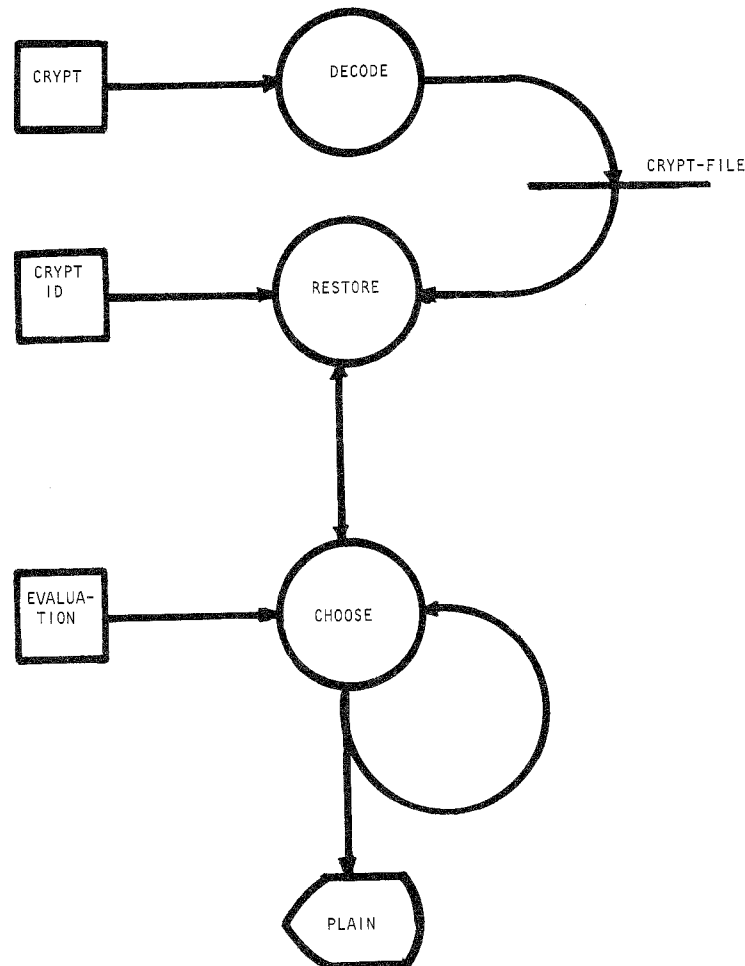 CRYPT
DECODE
CRYPT-FILE
CRYPT
ID
RESTORE
EVALUA-
TION
CHOOSE
PLAIN